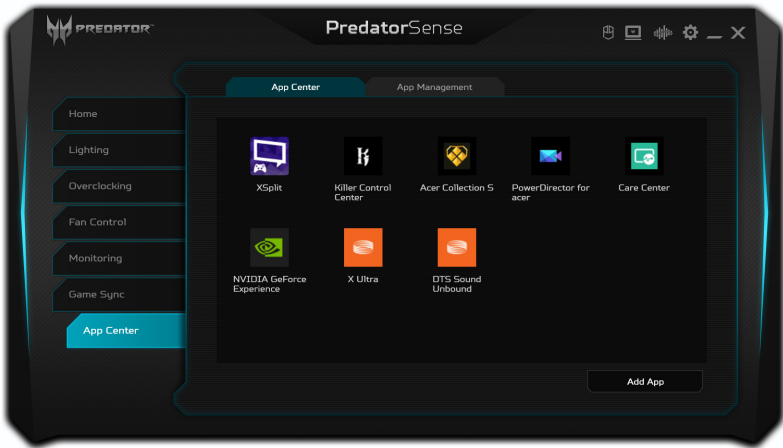 PREDATOR
PredatorSense
App Center
App Management
Home
Lighting
Overclocking
Fan Control
Monitoring
Game Sync
App Center
XSplit
Killer Control
Center
Acer Collection S
PowerDirector for
acer
Care Center
NVIDIA GeForce
Experience
X Ultra
DTS Sound
Unbound
Add App